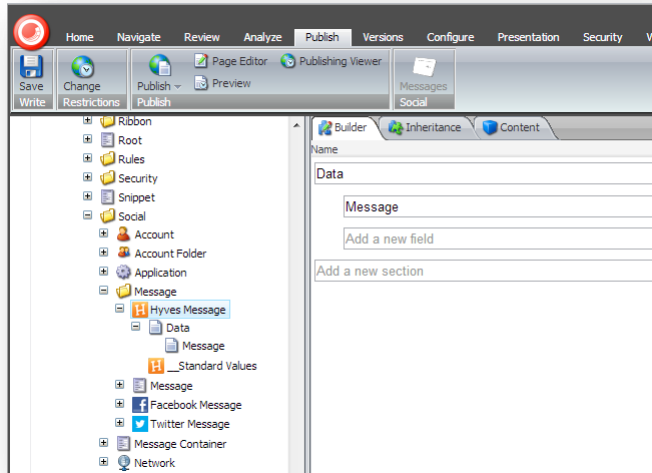 Home Navigate Review Analyze Publish Versions Configure Presentation Security
Save Change Publish Page Editor Publishing Viewer Messages
Preview
Write Restrictions Publish Social
Ribbon
Root
Rules
Security
Snippet
Social
Account
Account Folder
Application
Message
Hyves Message
Data
Message
__Standard Values
Message
Facebook Message
Twitter Message
Message Container
Network
Builder Inheritance Content
Name
Data
Message
Add a new field
Add a new section